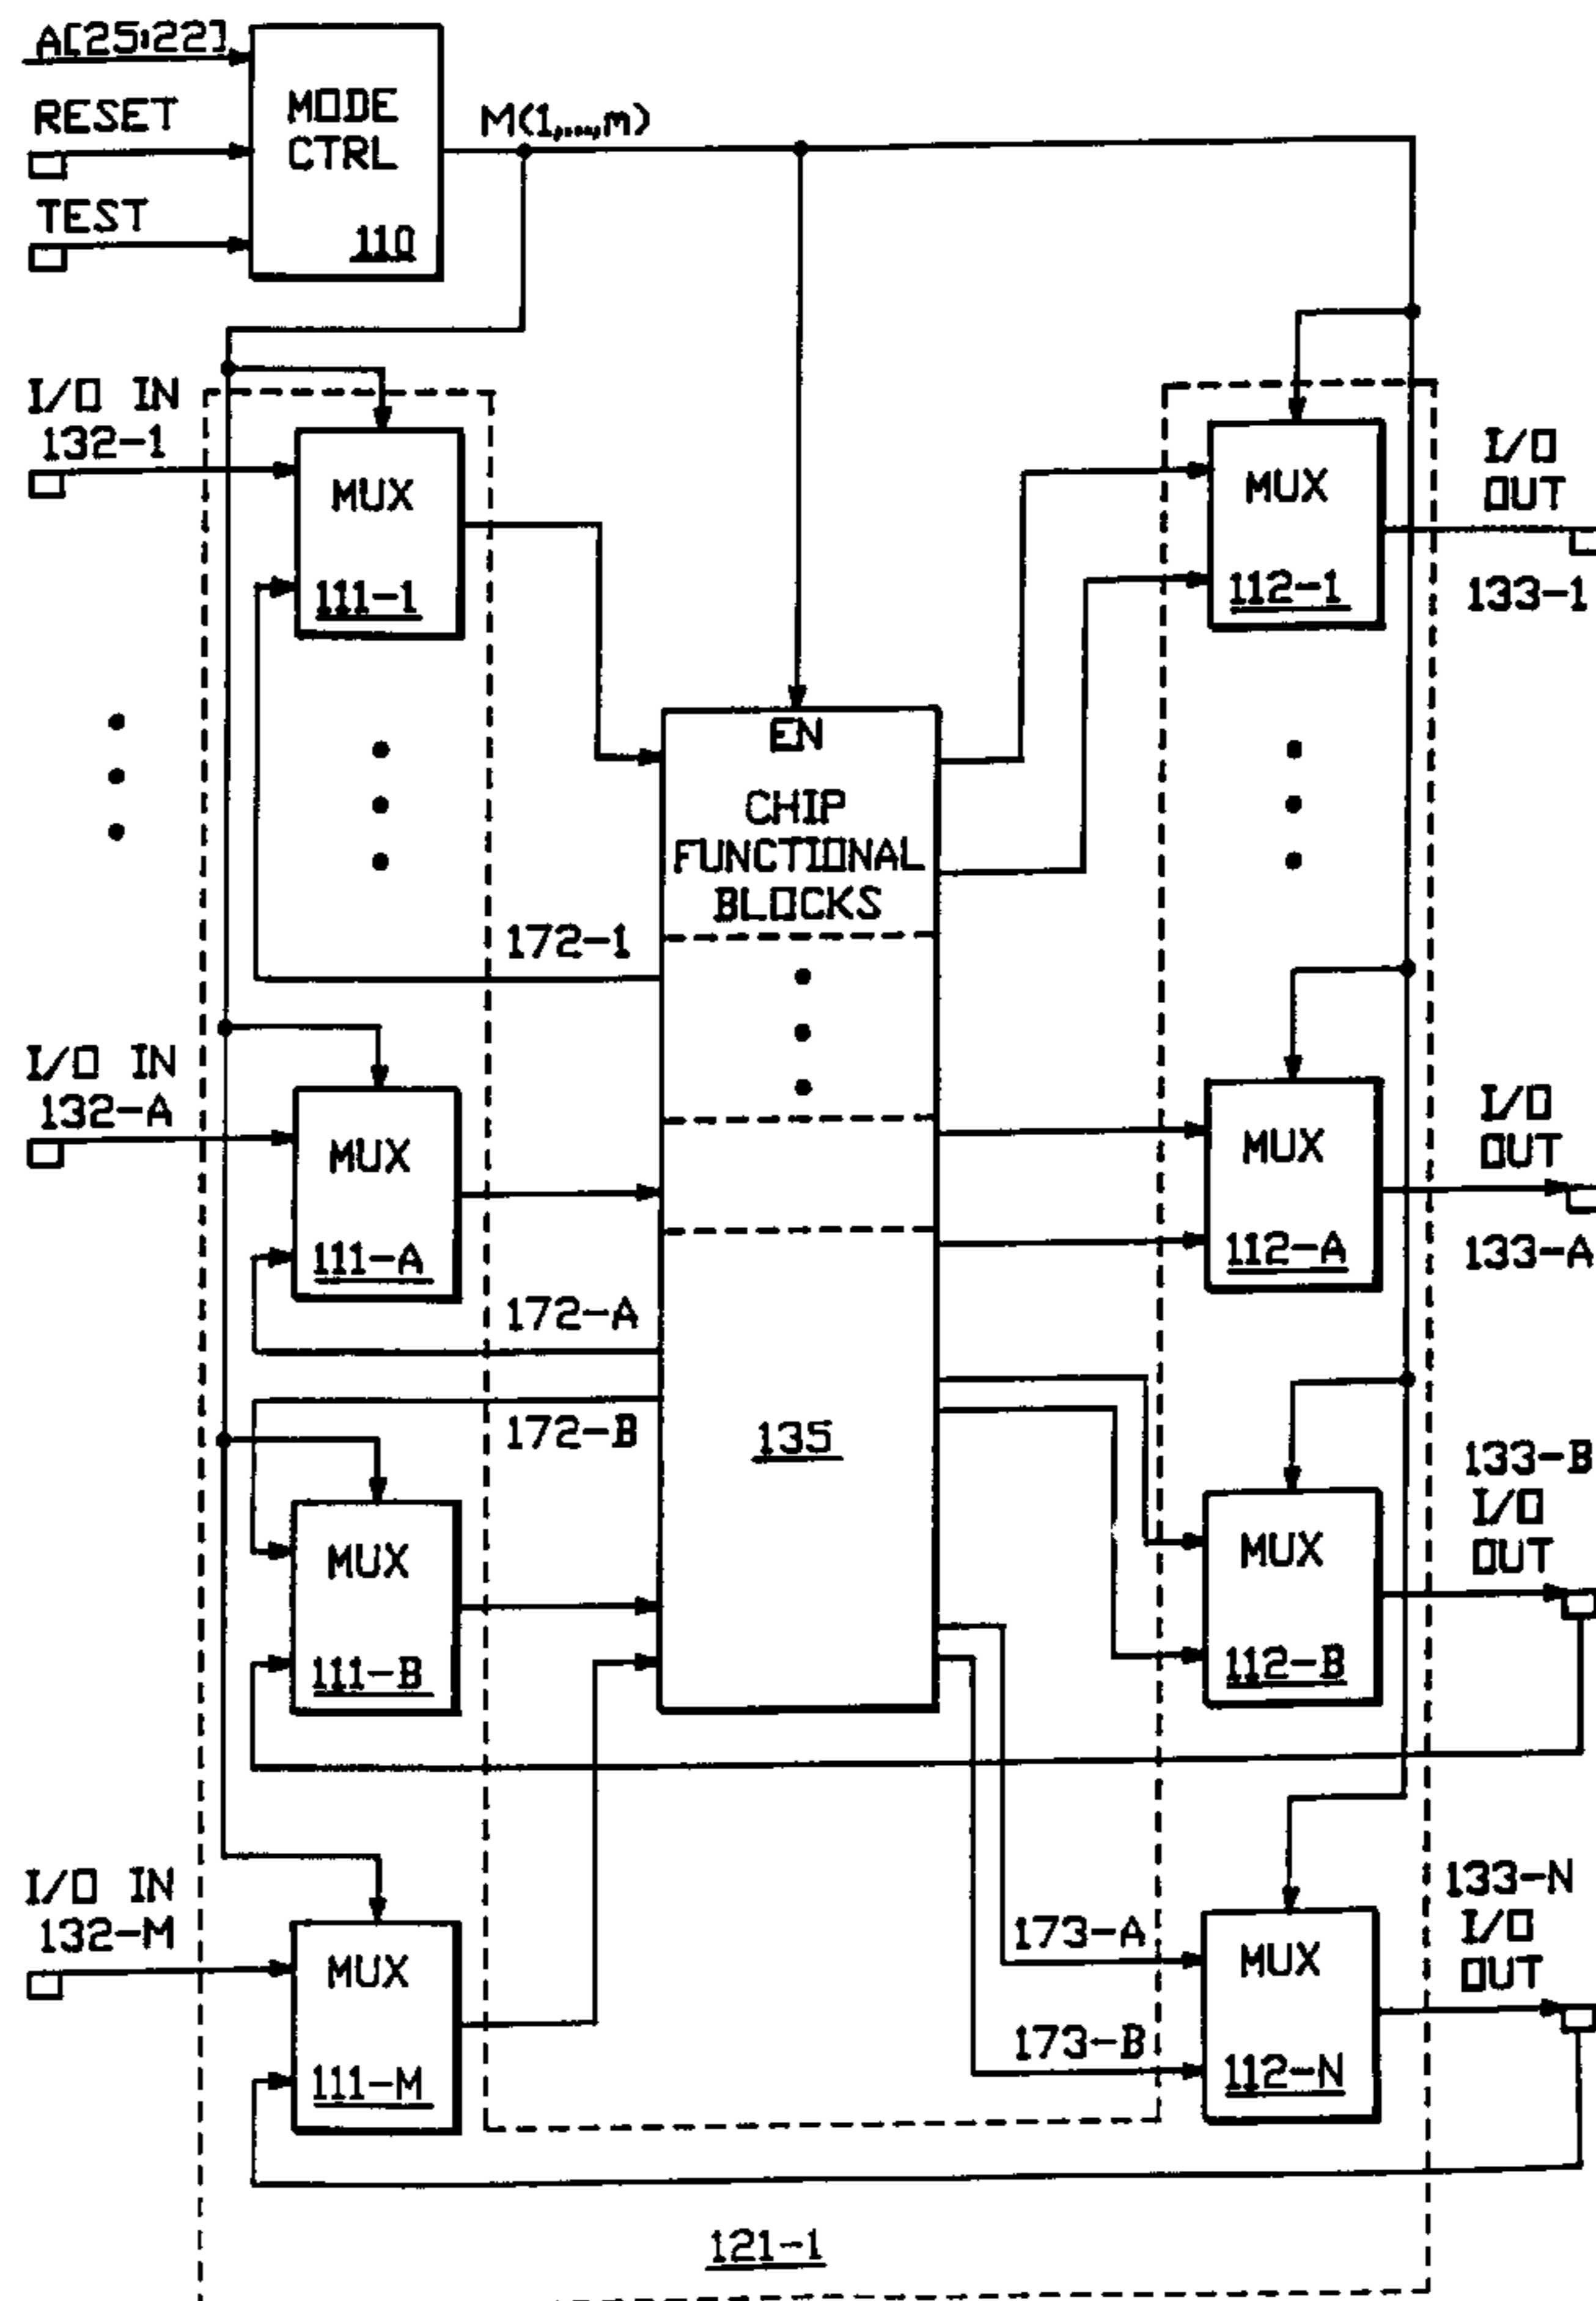 A[25:22]
RESET
TEST
MODE
CTRL
110
M(1,...,m)
I/O IN
132-1
MUX
111-1
MUX
112-1
I/O
OUT
133-1
EN
CHIP
FUNCTIONAL
BLOCKS
172-1
I/O IN
132-A
MUX
111-A
MUX
112-A
I/O
OUT
133-A
172-A
172-B
135
MUX
111-B
MUX
112-B
133-B
I/O
OUT
I/O IN
132-M
MUX
111-M
173-A
173-B
MUX
112-N
133-N
I/O
OUT
121-1